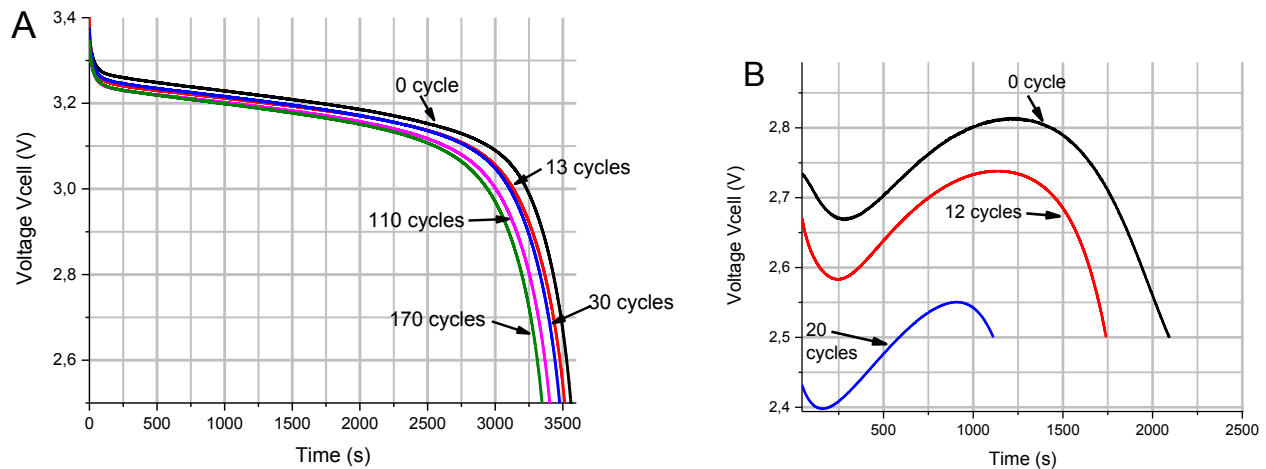 A
3,4
3,2
3,0
2,8
2,6
Voltage Vcell (V)
0 cycle
13 cycles
110 cycles
30 cycles
170 cycles
0 500 1000 1500 2000 2500 3000 3500
Time (s)
B
2,8
2,7
2,6
2,5
2,4
Voltage Vcell (V)
0 cycle
12 cycles
20
cycles
500 1000 1500 2000 2500
Time (s)